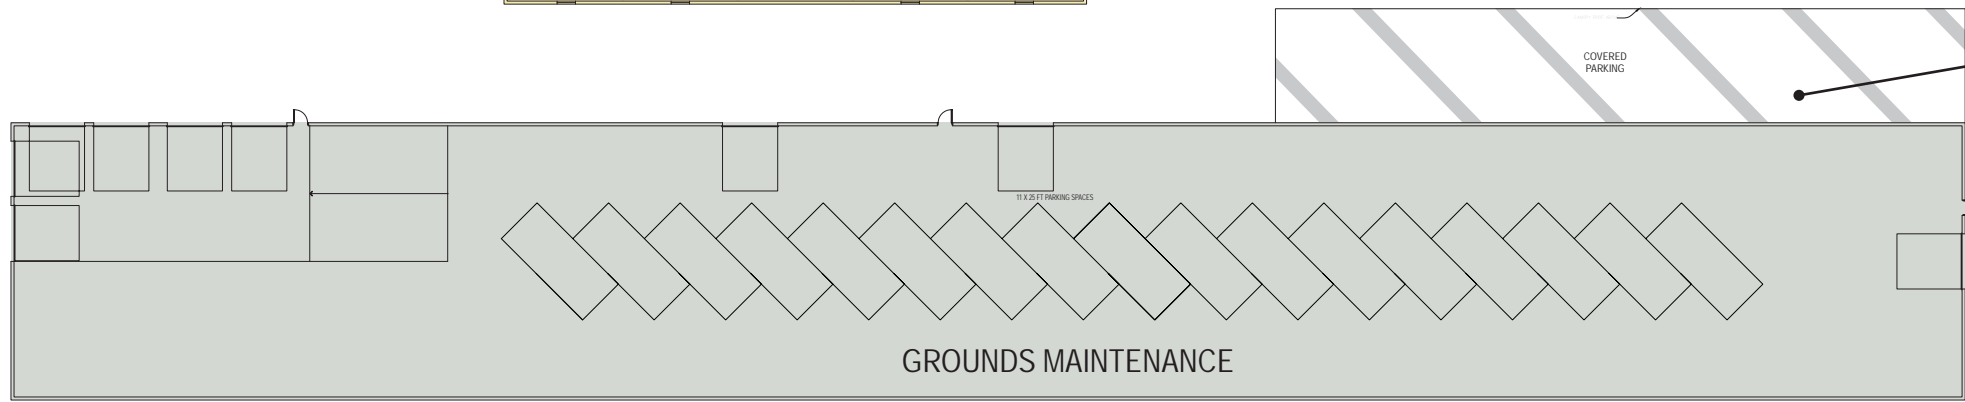 COVERED
PARKING
11 X 25 FT PARKING SPACES
GROUNDS MAINTENANCE